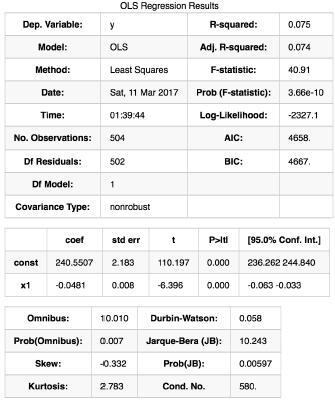 OLS Regression Results
Dep. Variable: y R-squared: 0.075
Model: OLS Adj. R-squared: 0.074
Method: Least Squares F-statistic: 40.91
Date: Sat, 11 Mar 2017 Prob (F-statistic): 3.66e-10
Time: 01:39:44 Log-Likelihood: -2327.1
No. Observations: 504 AIC: 4658.
Df Residuals: 502 BIC: 4667.
Df Model: 1
Covariance Type: nonrobust
coef std err t P>|t| [95.0% Conf. Int.]
const 240.5507 2.183 110.197 0.000 236.262 244.840
x1 -0.0481 0.008 -6.396 0.000 -0.063 -0.033
Omnibus: 10.010 Durbin-Watson: 0.058
Prob(Omnibus): 0.007 Jarque-Bera (JB): 10.243
Skew: -0.332 Prob(JB): 0.00597
Kurtosis: 2.783 Cond. No. 580.